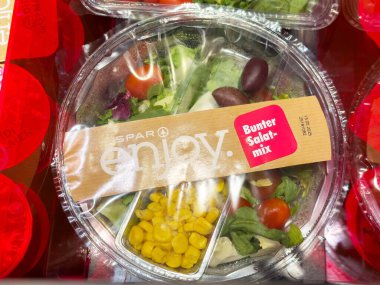 SPAR
enjoy.
Bunter
Salat-
mix